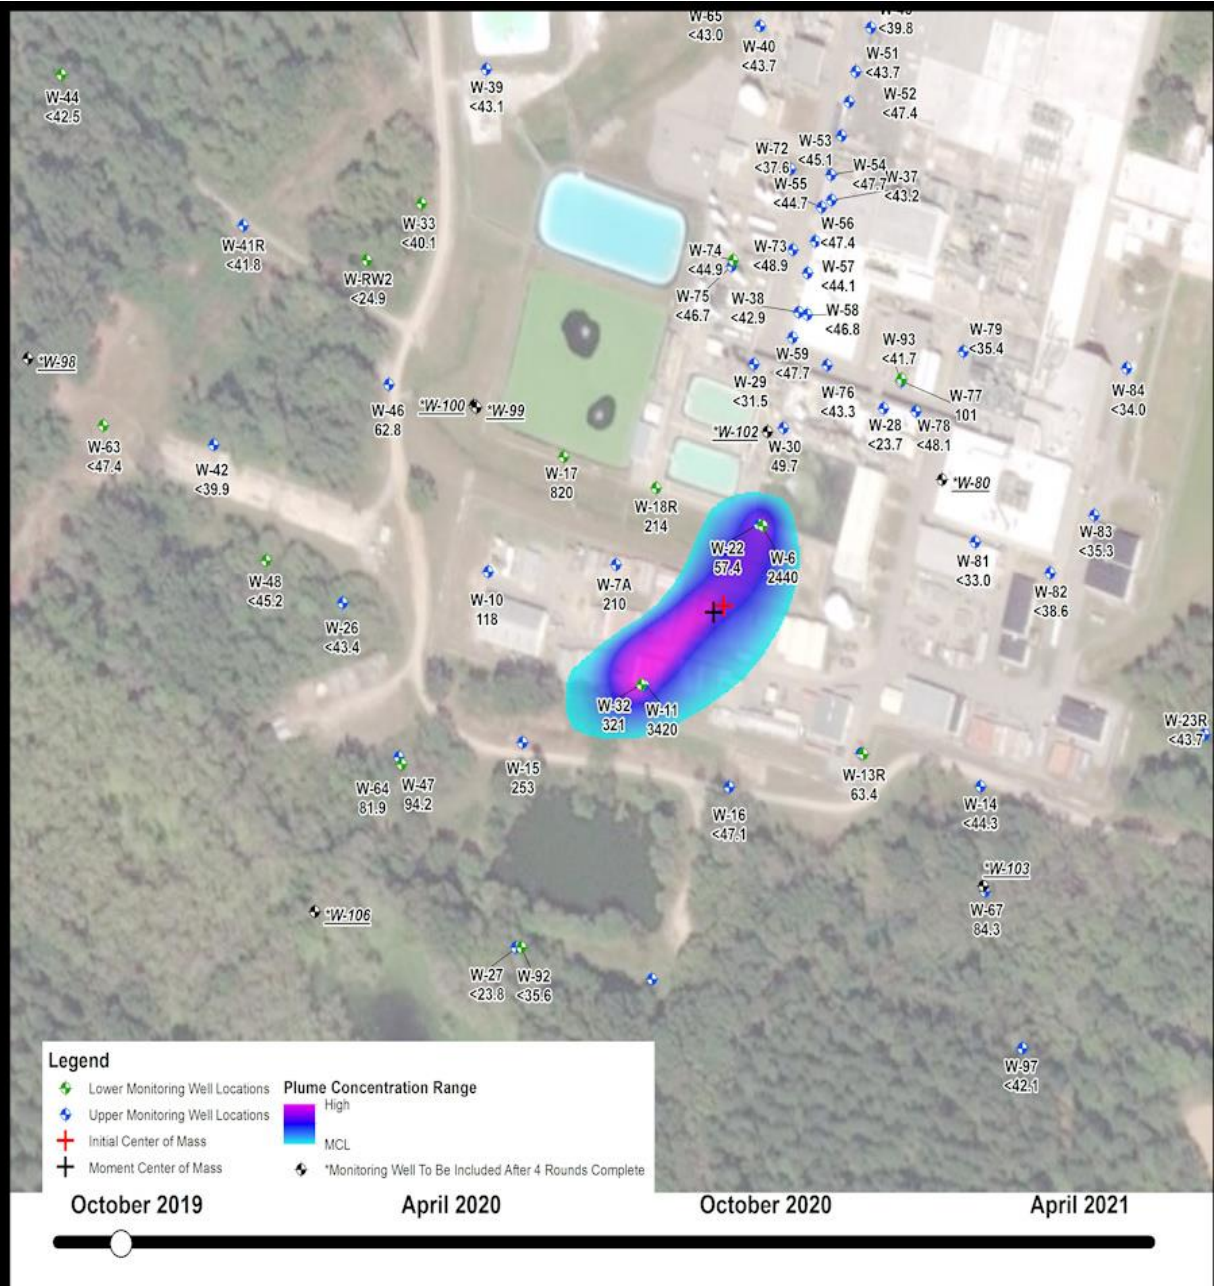 W-65
<43.0
W-40
<43.7
<39.8
W-51
<43.7
W-52
<47.4
W-44
<42.5
W-39
<43.1
W-53
<45.1
W-72
<37.6
W-54
<47.7
W-37
<43.2
W-55
<44.7
W-33
<40.1
W-41R
<41.8
W-RW2
<24.9
W-56
<47.4
W-74
<44.9
W-73
<48.9
W-57
<44.1
W-75
<46.7
W-38
<42.9
W-58
<46.8
W-93
<41.7
W-79
<35.4
*W-98
W-59
<47.7
W-29
<31.5
W-76
<43.3
W-77
101
W-84
<34.0
W-46
62.8
*W-100
*W-99
W-28
<23.7
W-78
<48.1
W-63
<47.4
W-42
<39.9
*W-102
W-30
49.7
W-17
820
W-18R
214
*W-80
W-83
<35.3
W-22
57.4
W-6
2440
W-81
<33.0
W-82
<38.6
W-48
<45.2
W-26
<43.4
W-10
118
W-7A
210
W-32
321
W-11
3420
W-23R
<43.7
W-15
253
W-64
81.9
W-47
94.2
W-16
<47.1
W-13R
63.4
W-14
<44.3
*W-103
W-67
84.3
*W-106
W-27
<23.8
W-92
<35.6
W-97
<42.1
Legend
Lower Monitoring Well Locations
Upper Monitoring Well Locations
Initial Center of Mass
Moment Center of Mass
Plume Concentration Range
High
MCL
*Monitoring Well To Be Included After 4 Rounds Complete
October 2019
April 2020
October 2020
April 2021